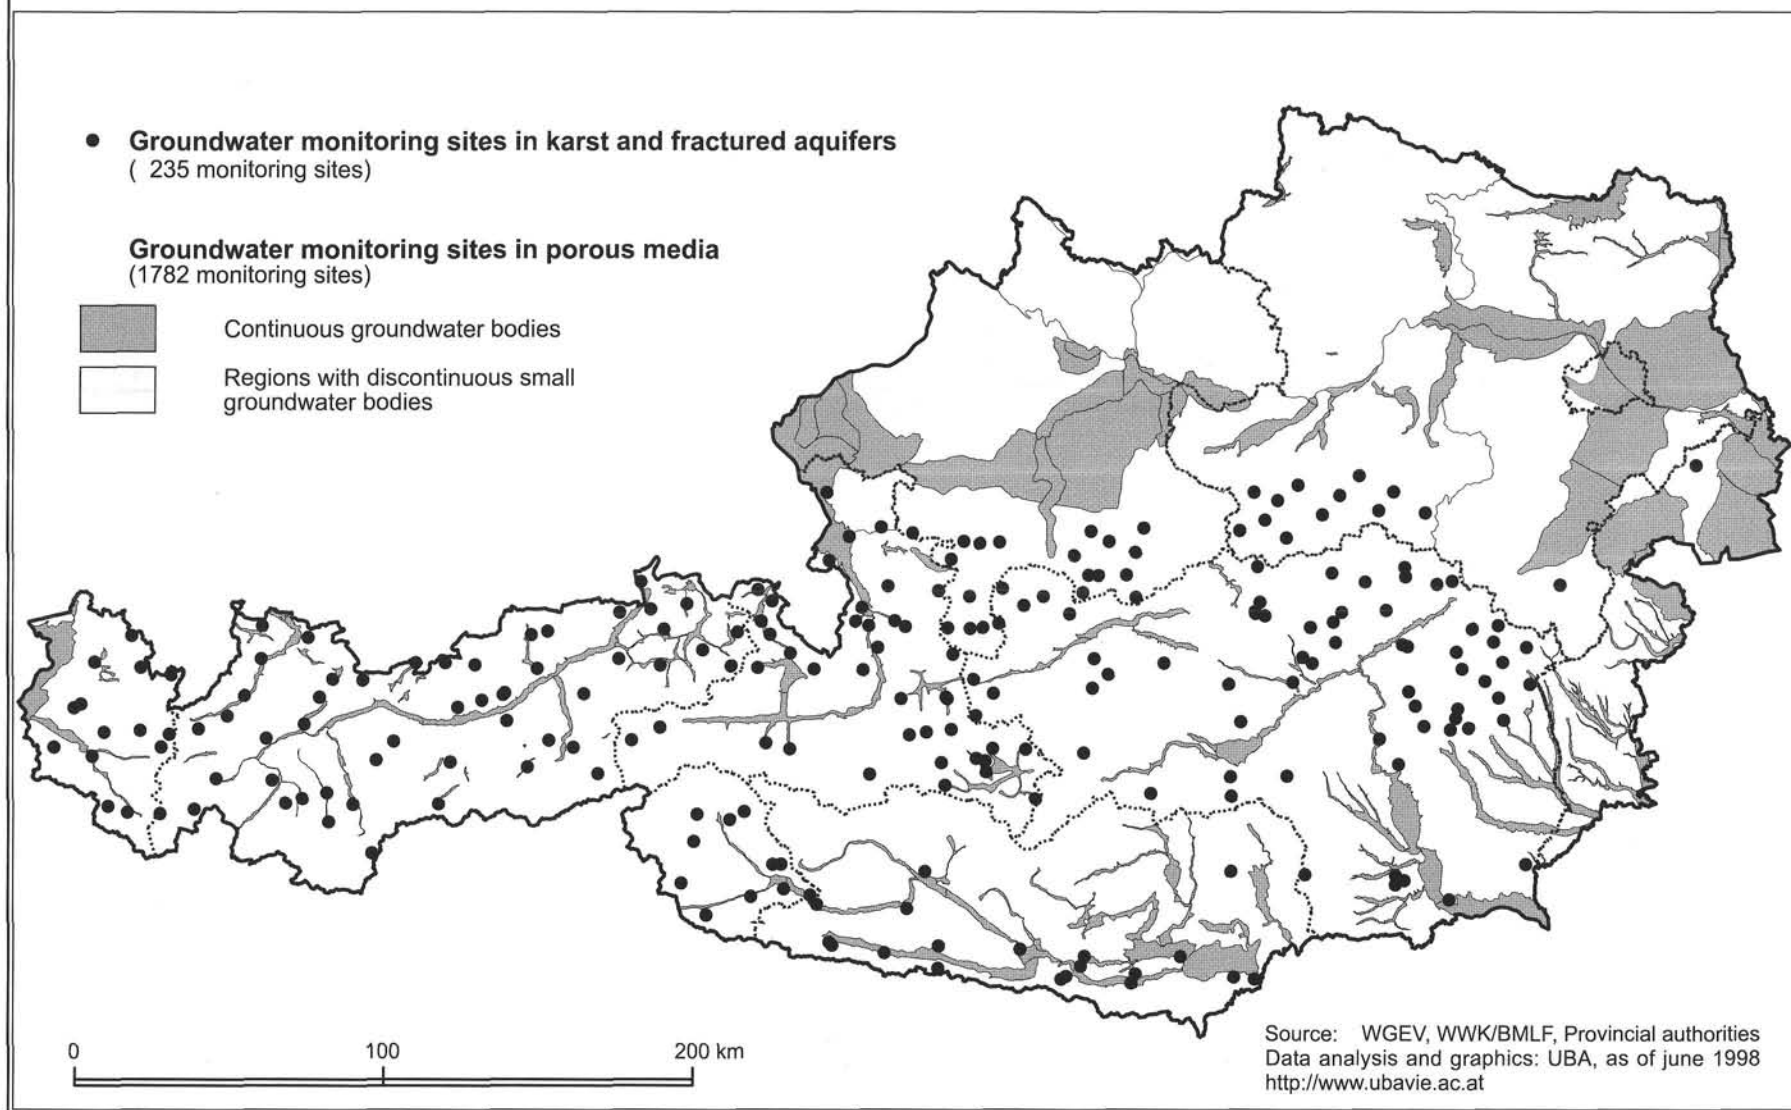 Groundwater monitoring sites in karst and fractured aquifers
( 235 monitoring sites)
Groundwater monitoring sites in porous media
(1782 monitoring sites)
Continuous groundwater bodies
Regions with discontinuous small
groundwater bodies
0 100 200 km
Source: WGEV, WWK/BMLF, Provincial authorities
Data analysis and graphics: UBA, as of june 1998
http://www.ubavie.ac.at